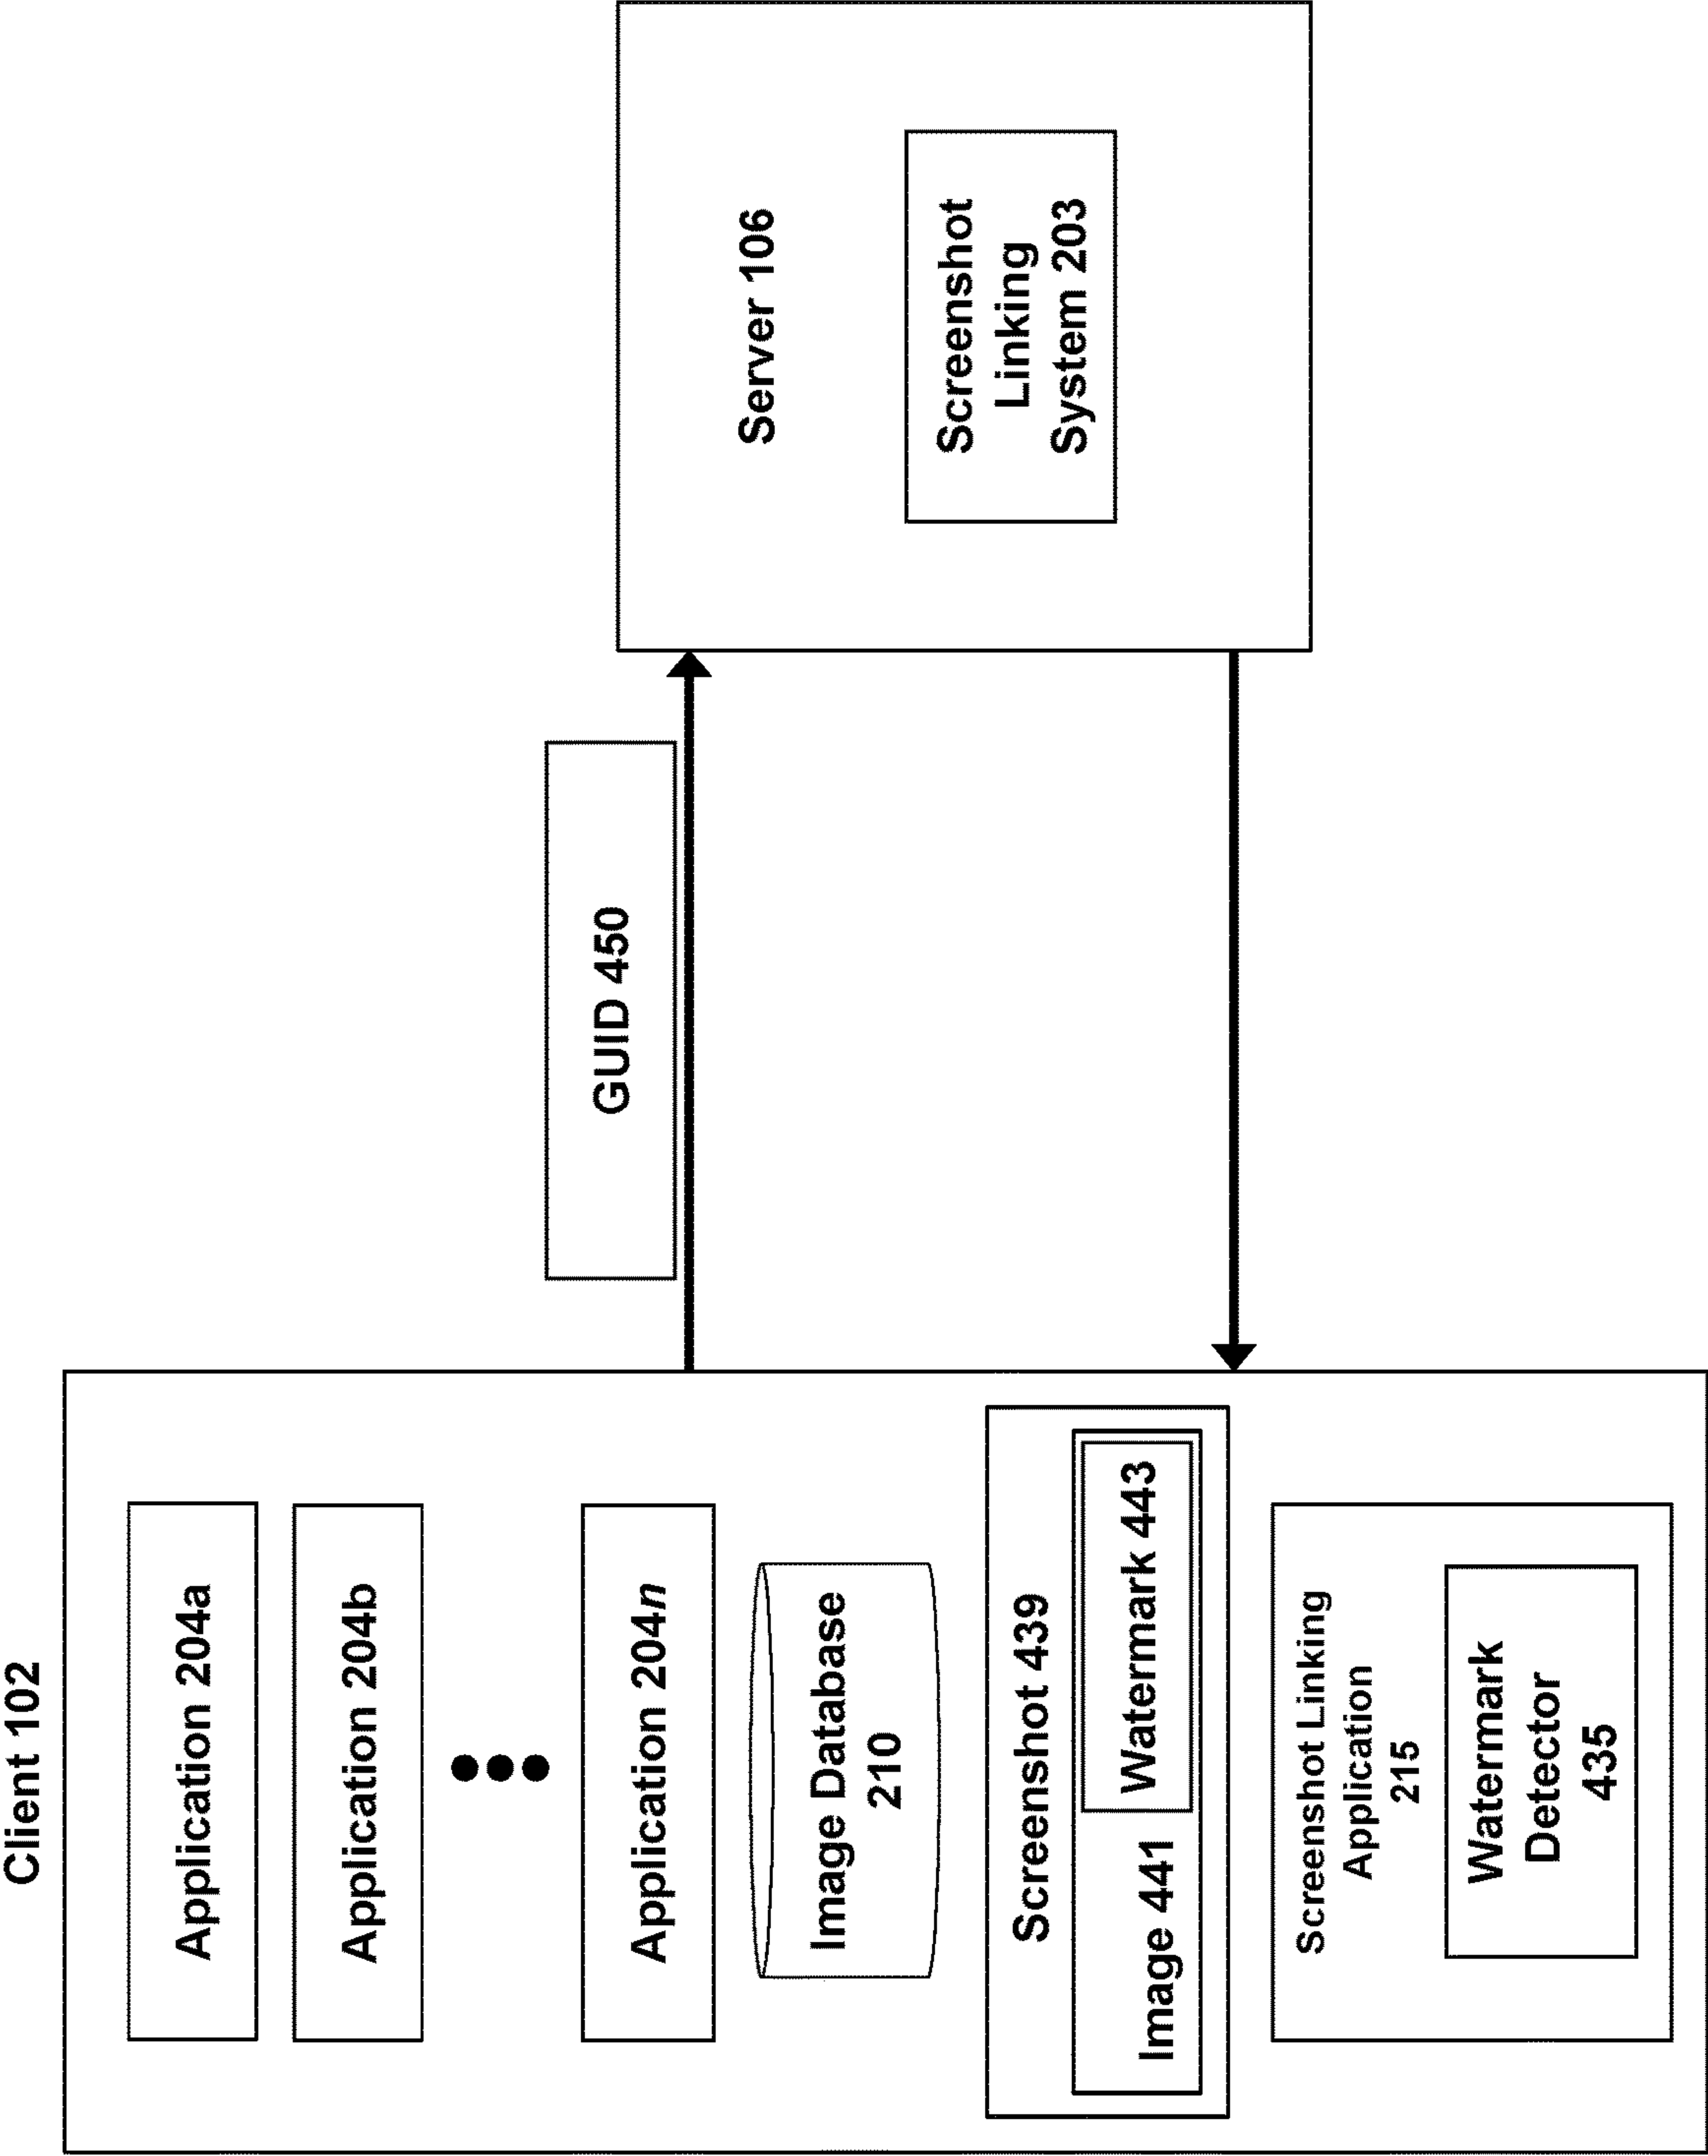 Client 102
Application 204a
Application 204b
Application 204n
Image Database
210
Screenshot 439
Image 441
Watermark 443
Screenshot Linking
Application
215
Watermark
Detector
435
GUID 450
Server 106
Screenshot
Linking
System 203